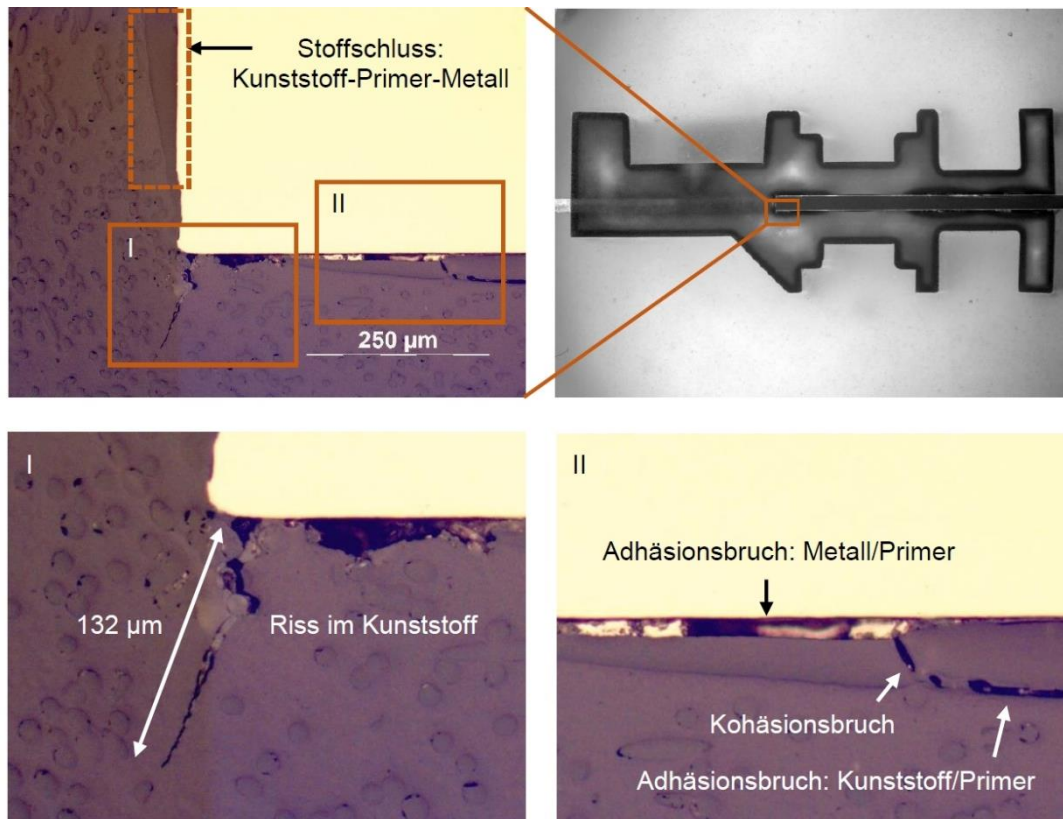 Stoffschluss:
Kunststoff-Primer-Metall
II
I
250 µm
I
132 µm
Riss im Kunststoff
II
Adhäsionsbruch: Metall/Primer
Kohäsionsbruch
Adhäsionsbruch: Kunststoff/Primer